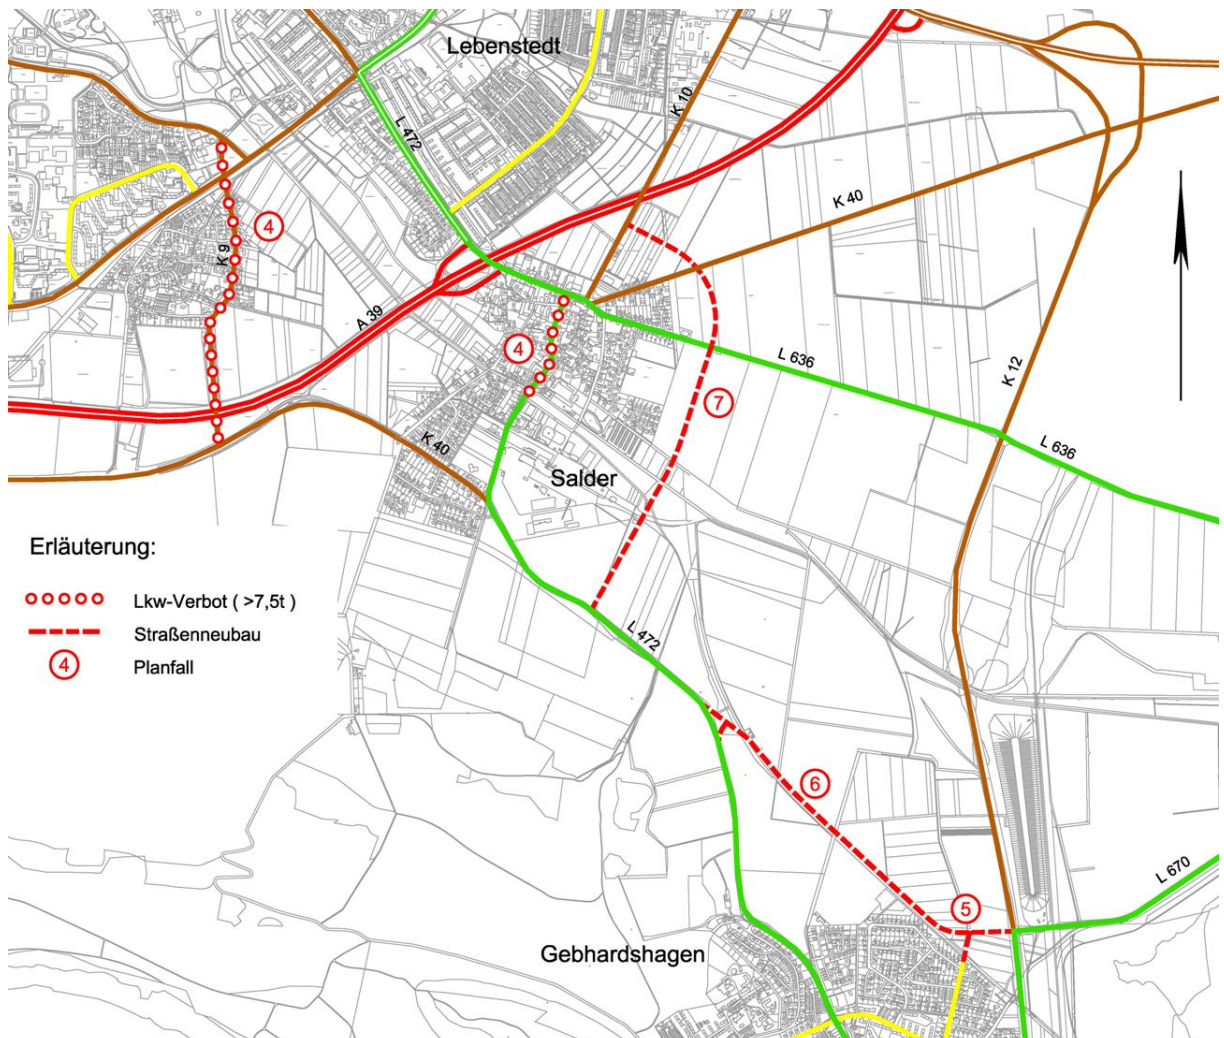 Lebenstedt
K 10
L 472
K 40
4
K 9
A 39
L 636
4
K 12
7
K 40
L 636
Salder
Erläuterung:
Lkw-Verbot ( >7,5t )
Straßenneubau
4
Planfall
L 472
6
L 670
5
Gebhardshagen